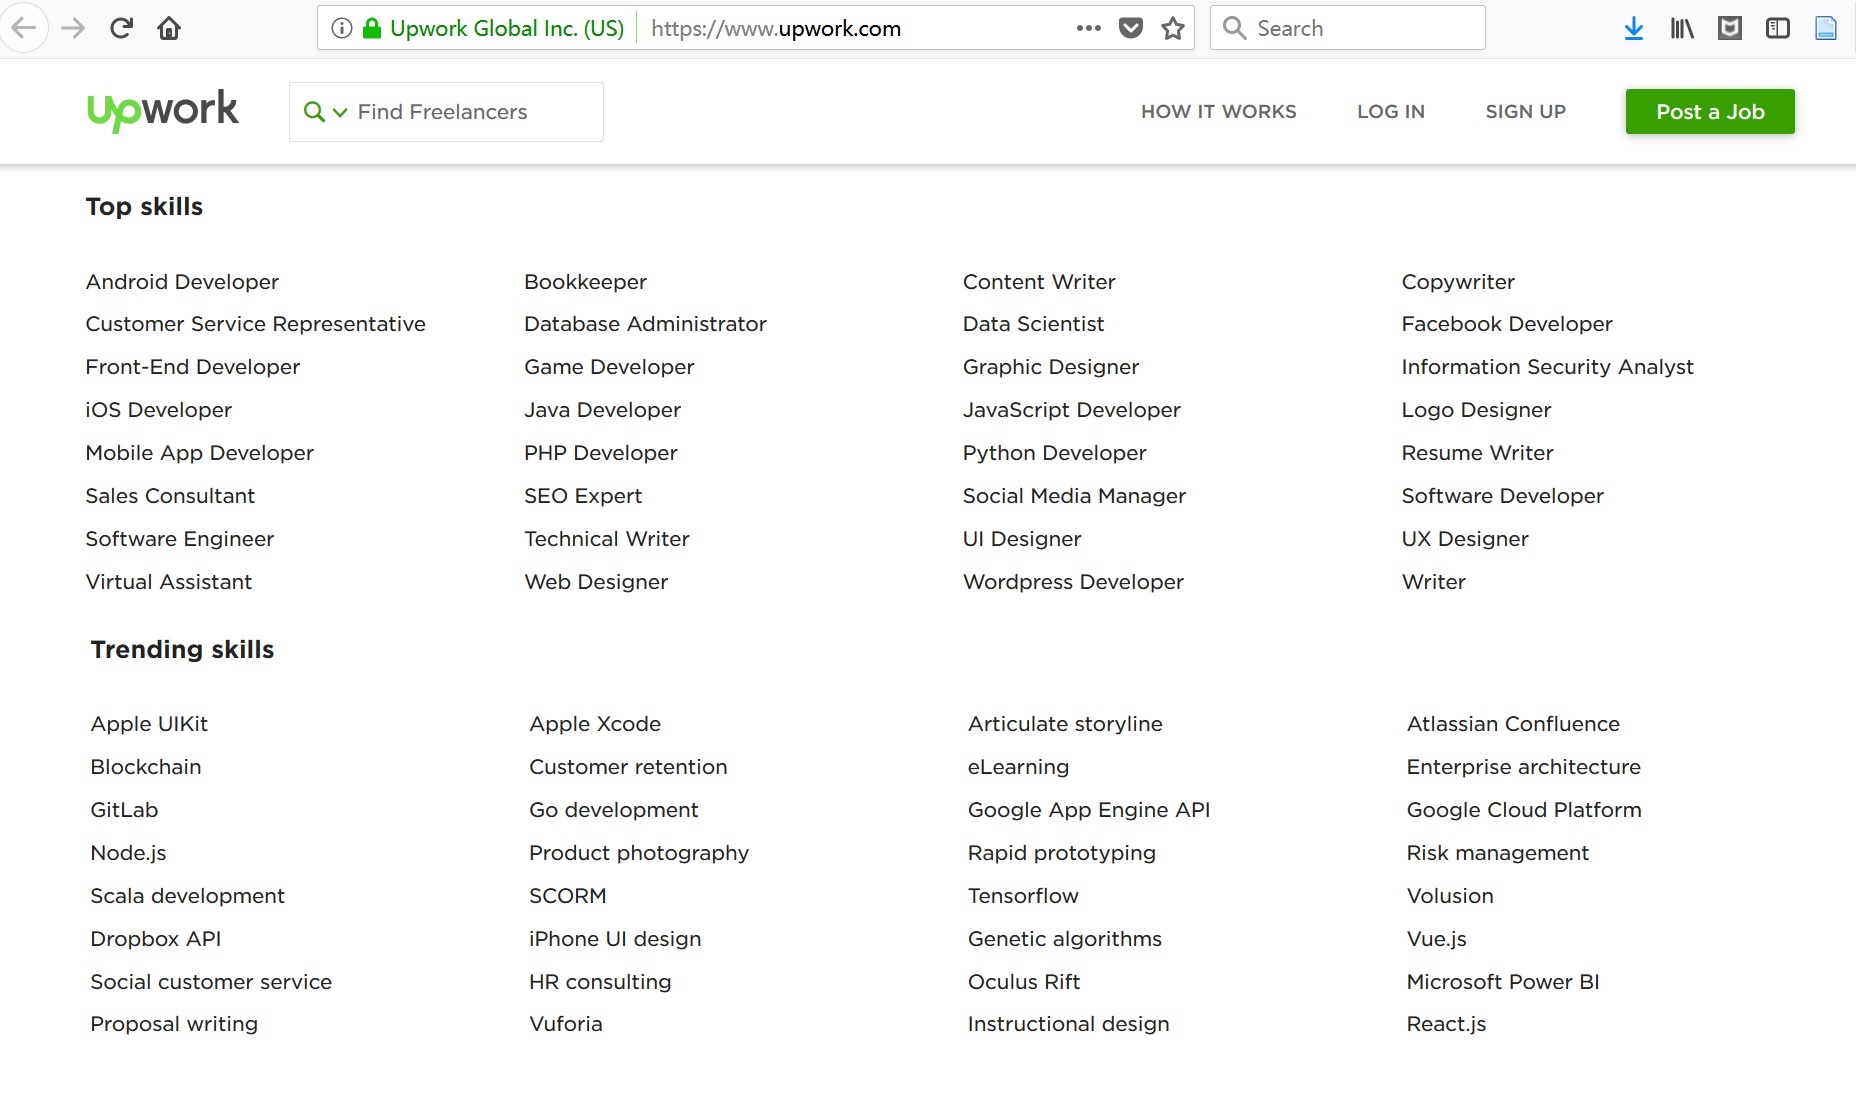 Upwork Global Inc. (US) https://www.upwork.com Search
upwork Find Freelancers HOW IT WORKS LOG IN SIGN UP Post a Job
Top skills
Android Developer Bookkeeper Content Writer Copywriter
Customer Service Representative Database Administrator Data Scientist Facebook Developer
Front-End Developer Game Developer Graphic Designer Information Security Analyst
iOS Developer Java Developer JavaScript Developer Logo Designer
Mobile App Developer PHP Developer Python Developer Resume Writer
Sales Consultant SEO Expert Social Media Manager Software Developer
Software Engineer Technical Writer UI Designer UX Designer
Virtual Assistant Web Designer Wordpress Developer Writer
Trending skills
Apple UIKit Apple Xcode Articulate storyline Atlassian Confluence
Blockchain Customer retention eLearning Enterprise architecture
GitLab Go development Google App Engine API Google Cloud Platform
Node.js Product photography Rapid prototyping Risk management
Scala development SCORM Tensorflow Volusion
Dropbox API iPhone UI design Genetic algorithms Vue.js
Social customer service HR consulting Oculus Rift Microsoft Power BI
Proposal writing Vuforia Instructional design React.js